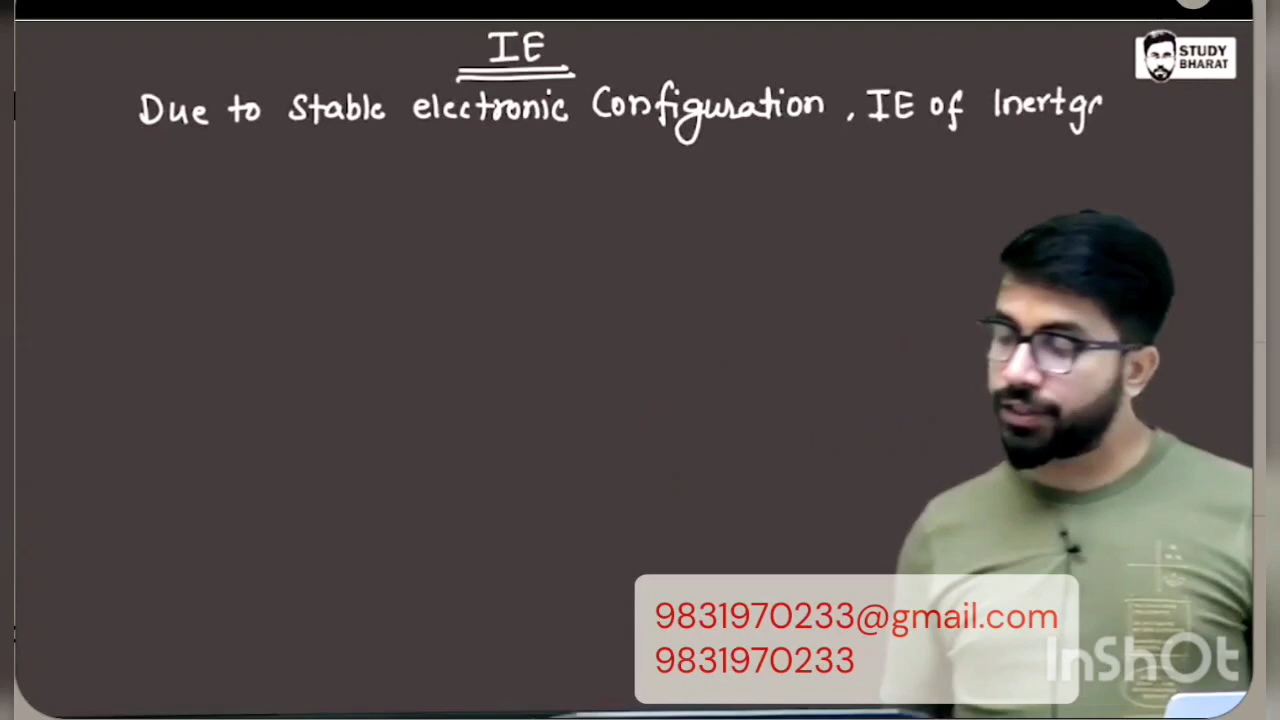 IE
STUDY
BHARAT
Due to Stable electronic Configuration, IE of Inertgr
9831970233@gmail.com
9831970233
InShOt